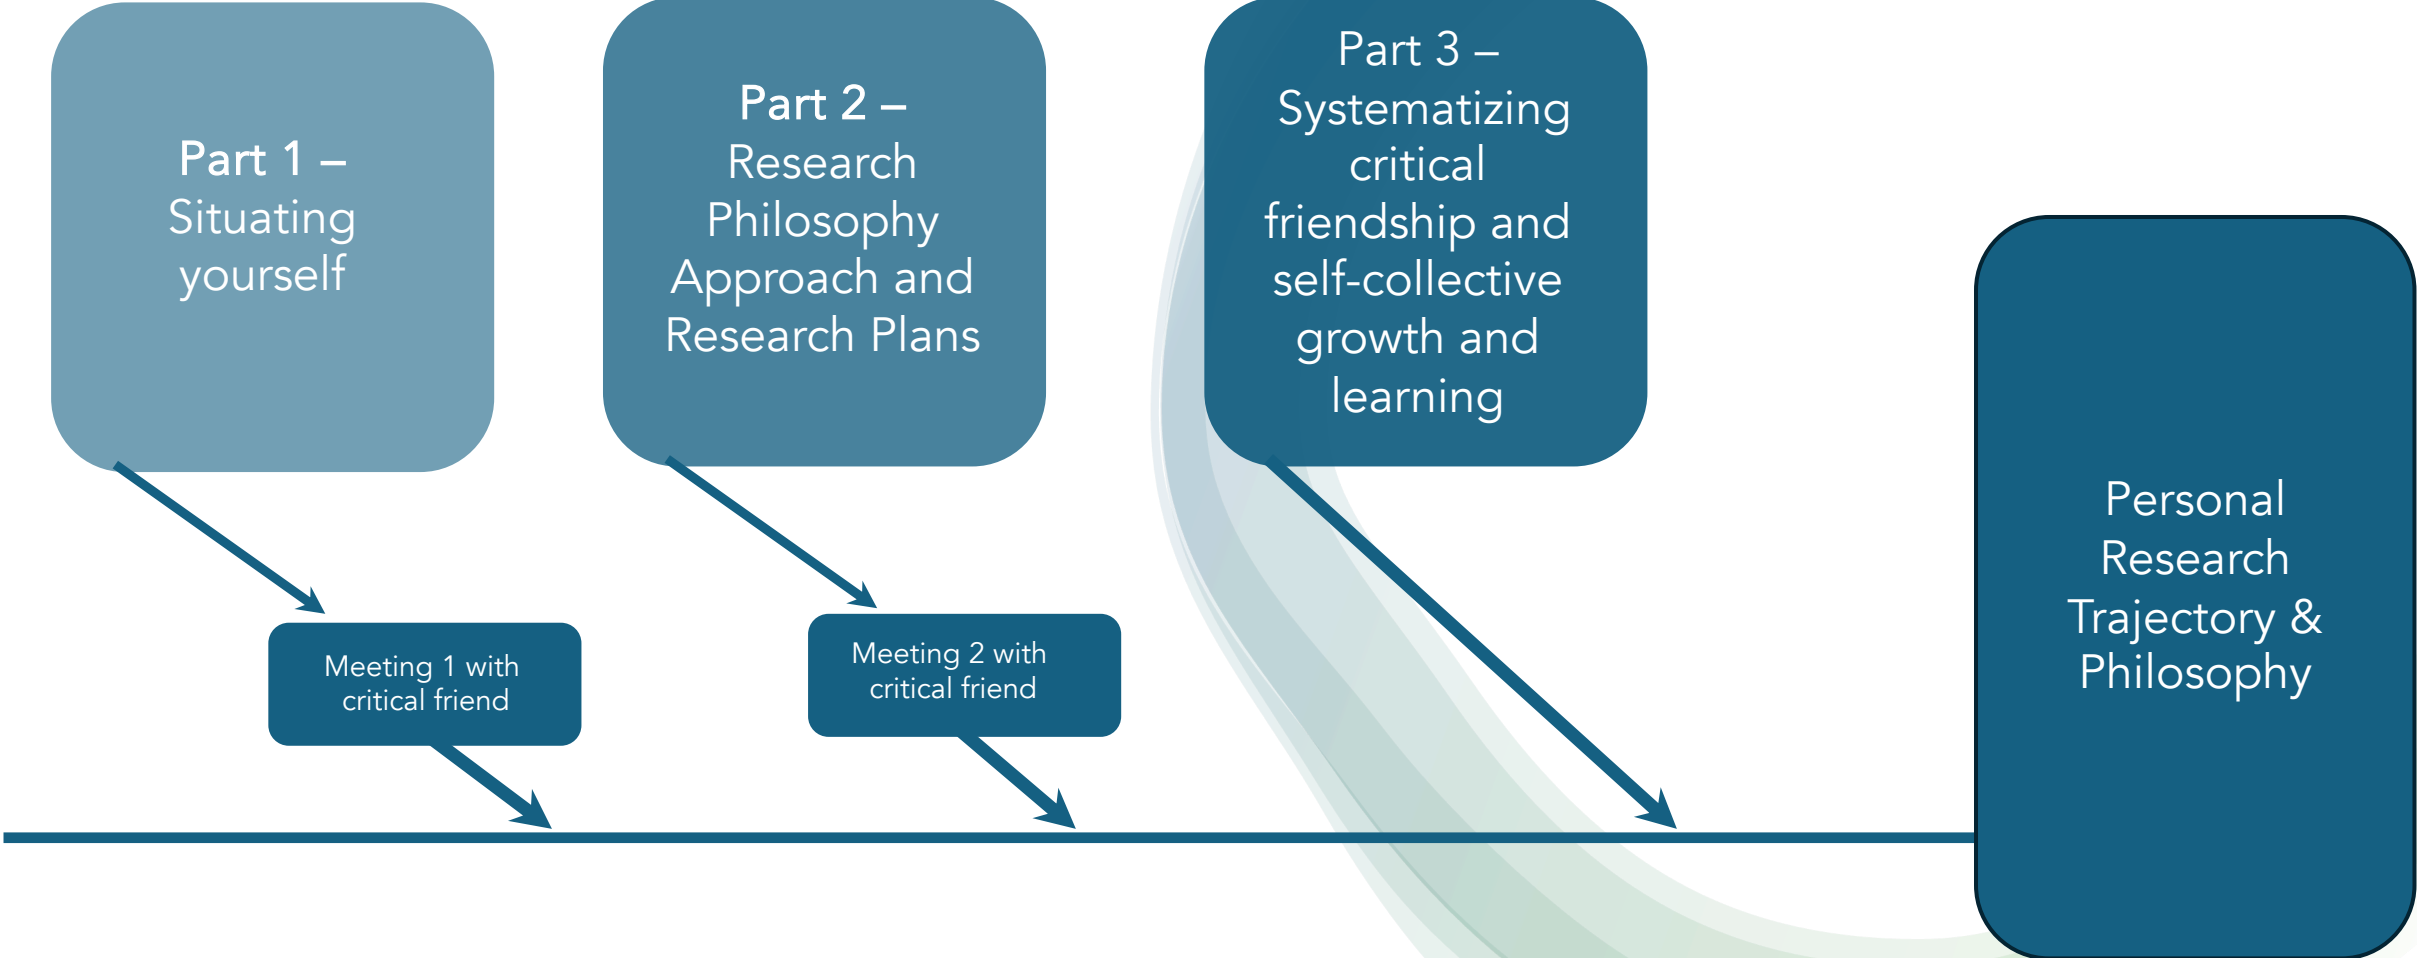 Part 1 –
Situating
yourself
Part 2 –
Research
Philosophy
Approach and
Research Plans
Part 3 –
Systematizing
critical
friendship and
self-collective
growth and
learning
Meeting 1 with
critical friend
Meeting 2 with
critical friend
Personal
Research
Trajectory &
Philosophy